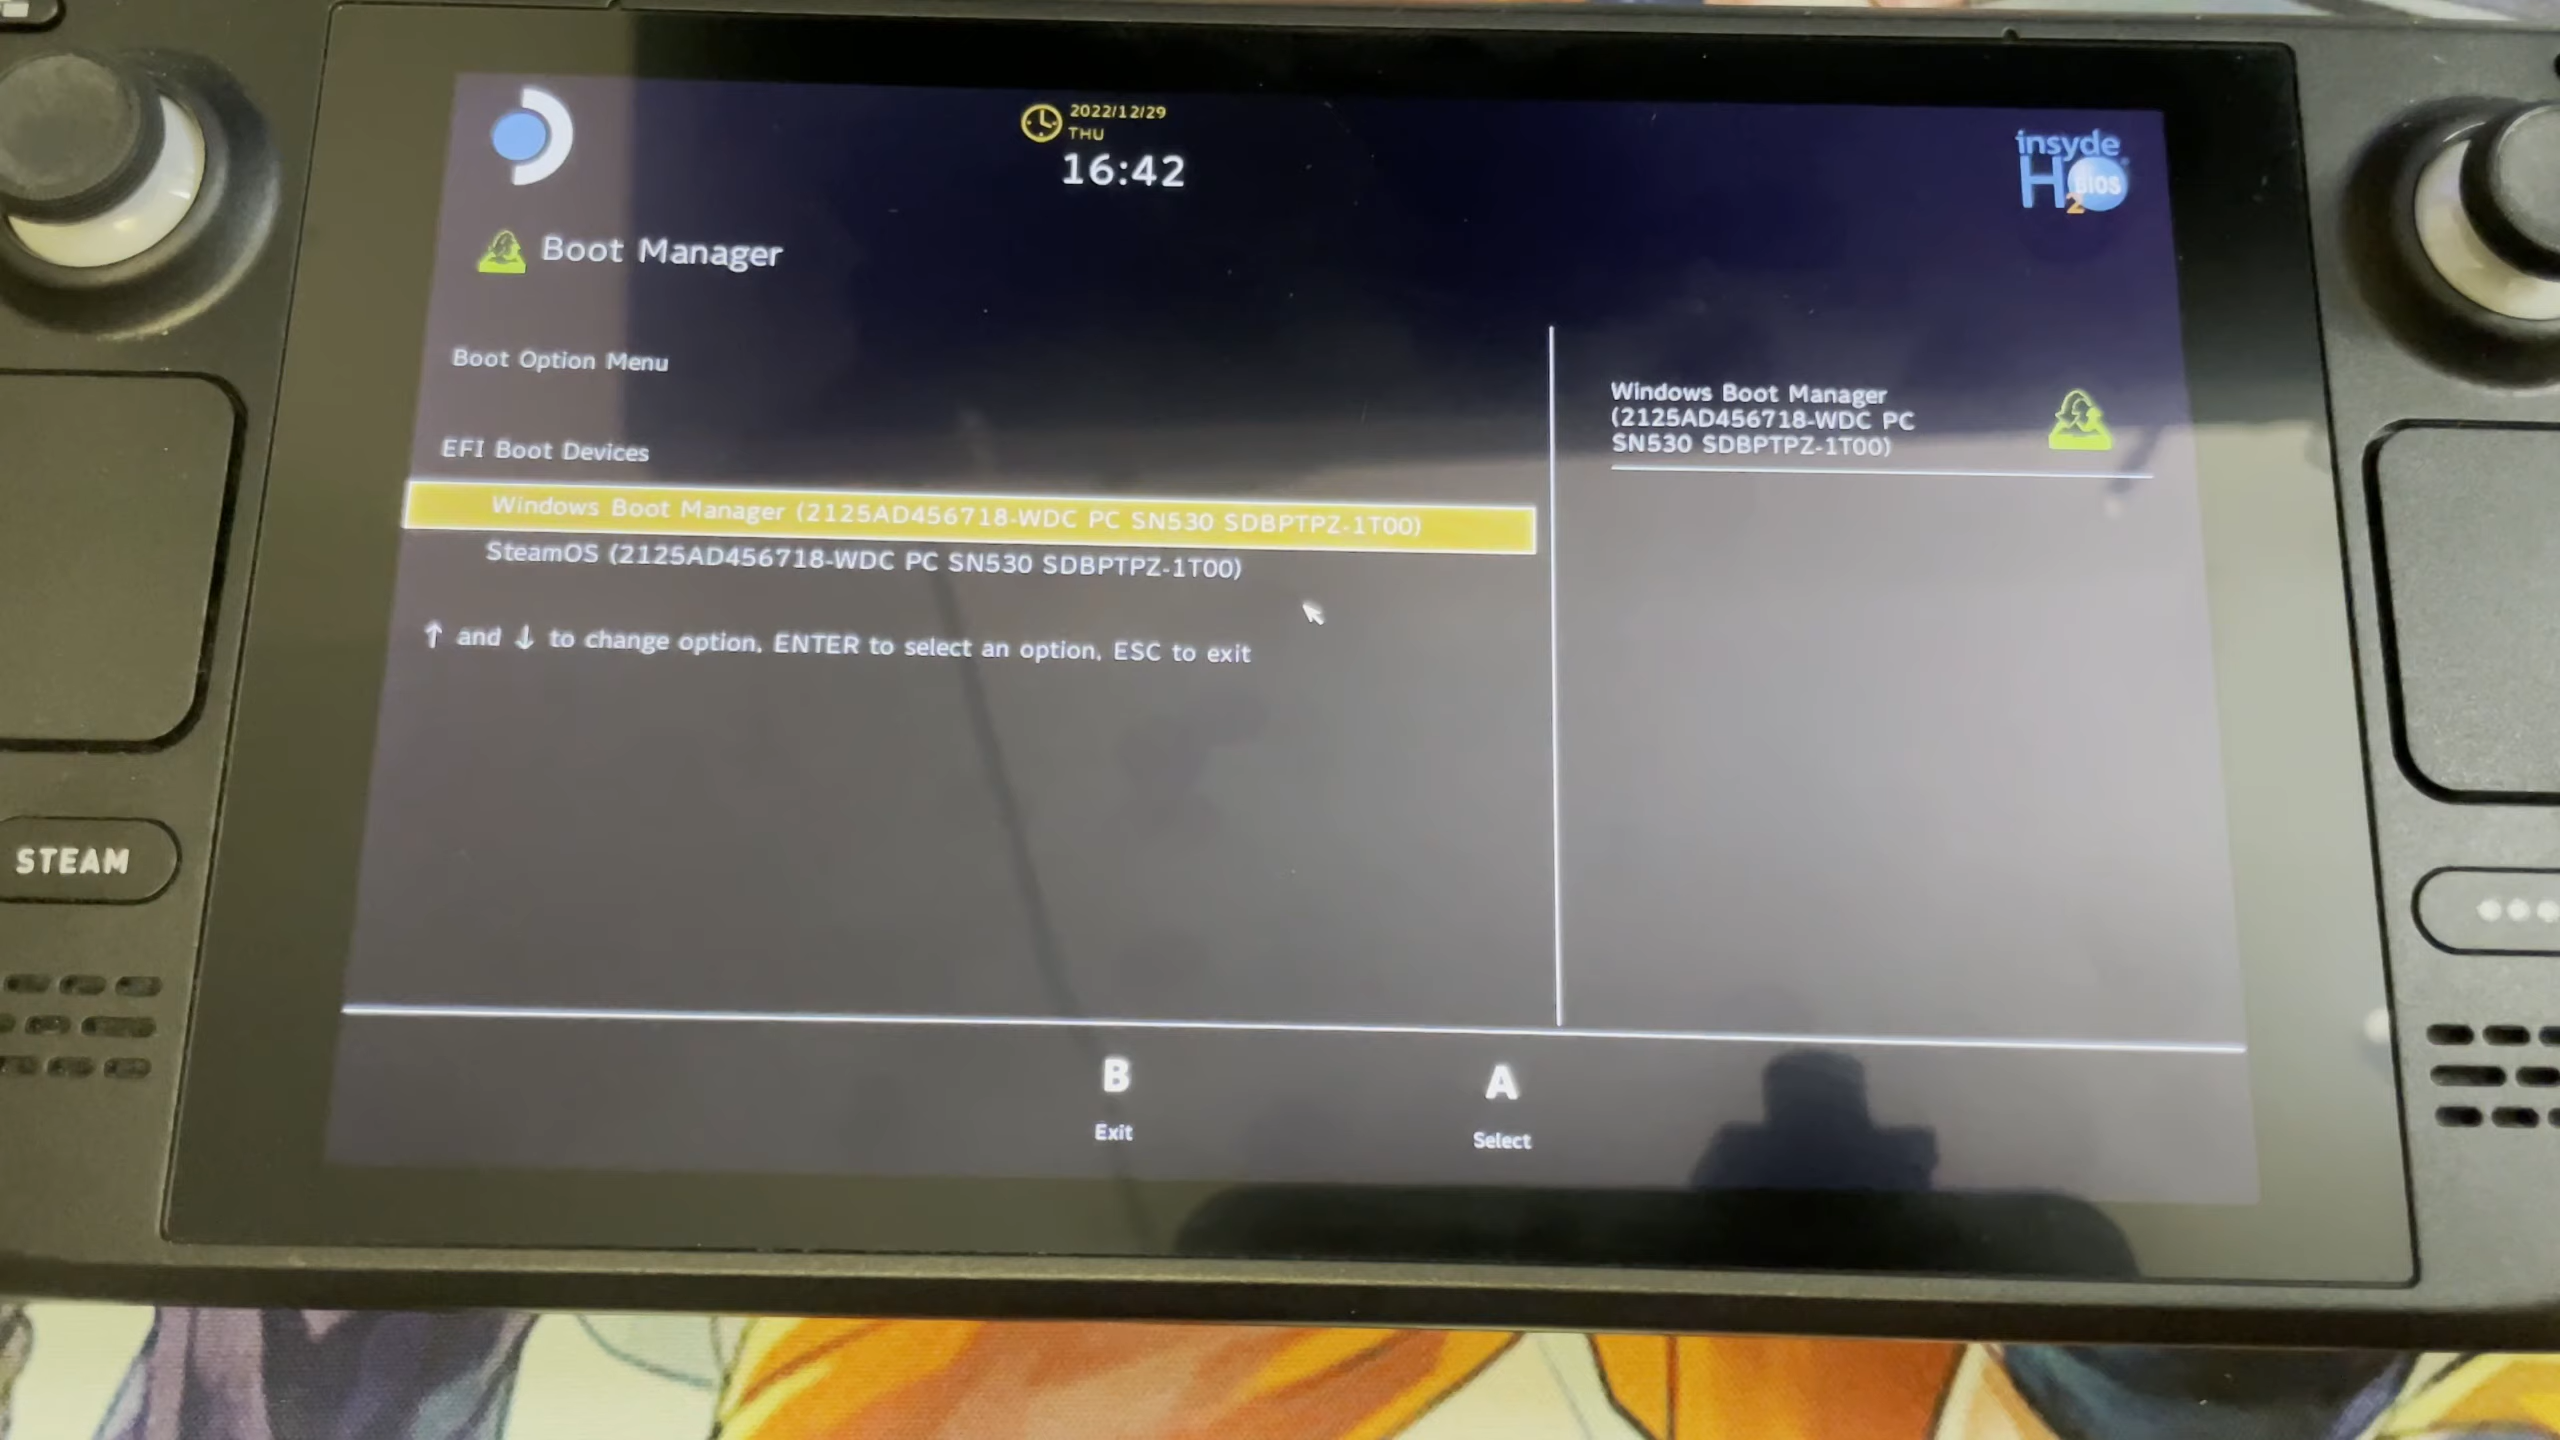 2022/12/29
THU
16:42
insyde
H2
BIOS
Boot Manager
Boot Option Menu
EFI Boot Devices
Windows Boot Manager (2125AD456718-WDC PC SN530 SDBPTPZ-1T00)
SteamOS (2125AD456718-WDC PC SN530 SDBPTPZ-1T00)
↑ and ↓ to change option, ENTER to select an option, ESC to exit
Windows Boot Manager
(2125AD456718-WDC PC
SN530 SDBPTPZ-1T00)
STEAM
B
Exit
A
Select